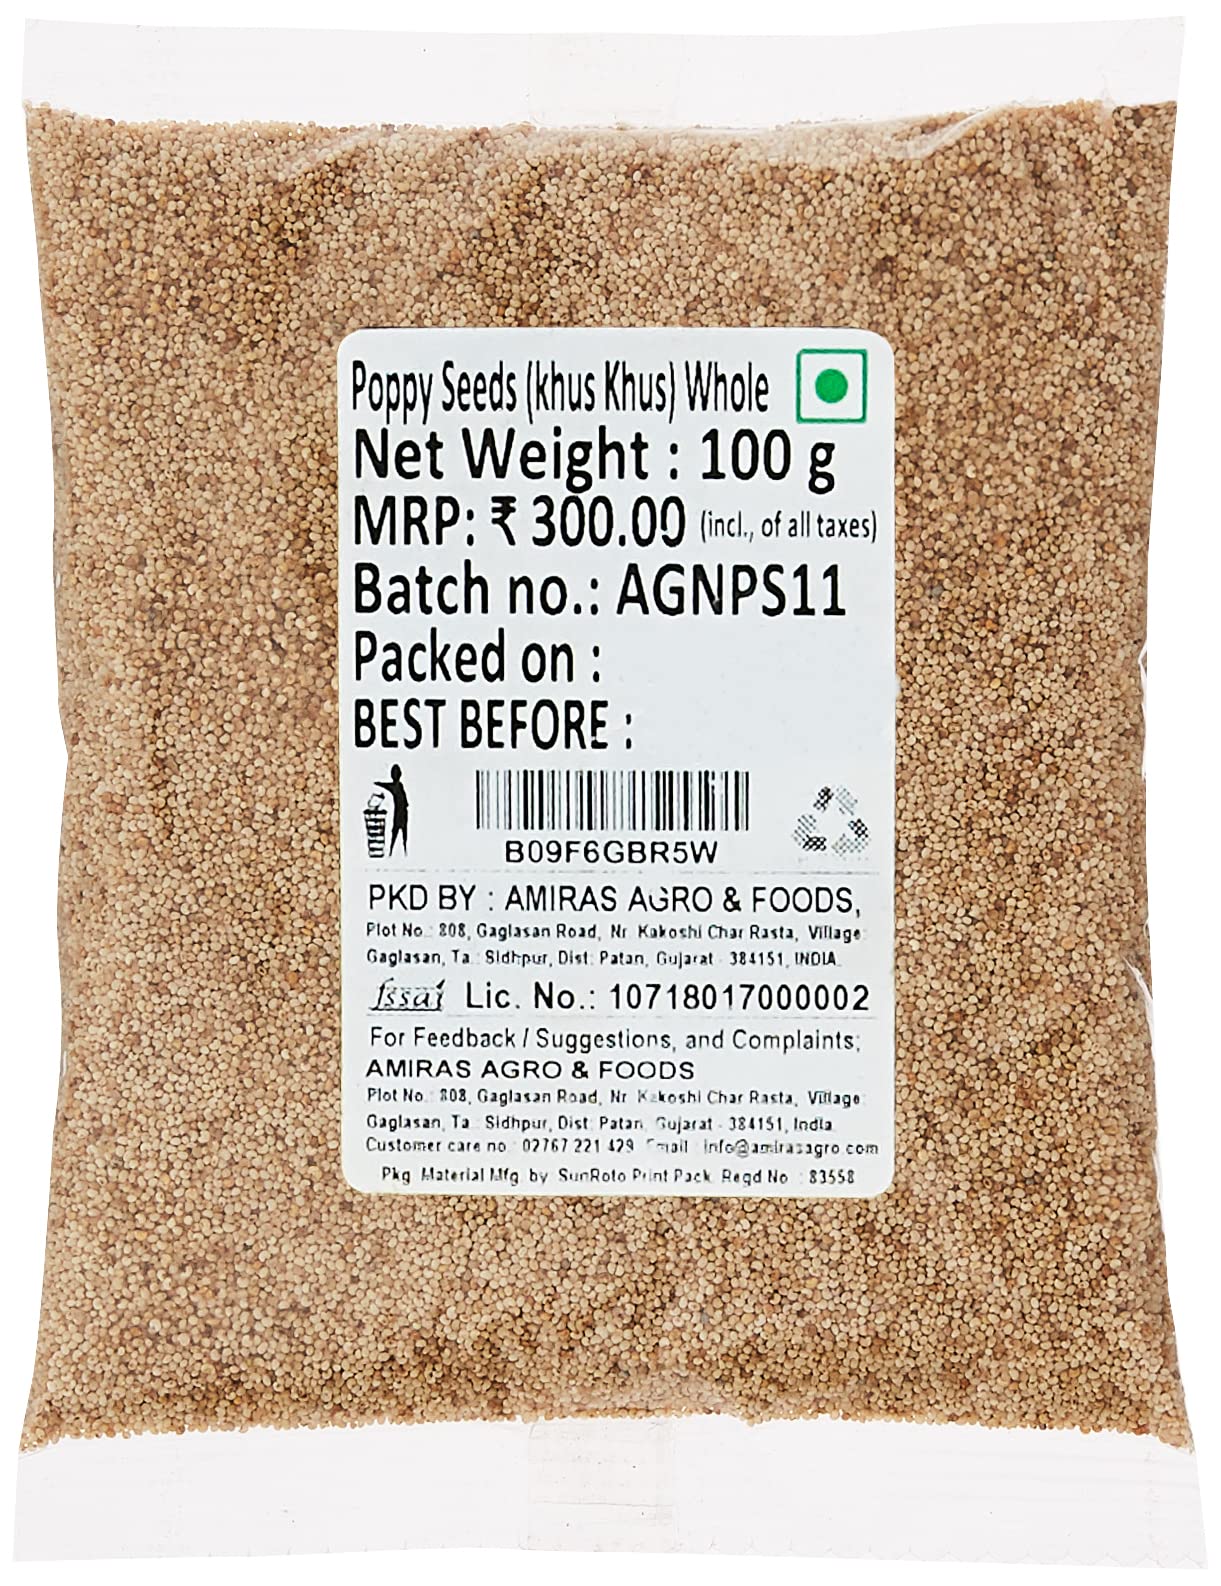 Poppy Seeds (khus Khus) Whole
Net Weight : 100 g
MRP: ₹ 300.00 (incl., of all taxes)
Batch no.: AGNPS11
Packed on :
BEST BEFORE :
B09F6GBR5W
PKD BY : AMIRAS AGRO & FOODS,
Plot No.: 808, Gaglasan Road, Nr. Kakoshi Char Rasta, Village:
Gaglasan, Ta.: Sidhpur, Dist: Patan, Gujarat - 384151, INDIA.
fssai Lic. No.: 10718017000002
For Feedback / Suggestions, and Complaints;
AMIRAS AGRO & FOODS
Plot No.: 808, Gaglasan Road, Nr. Kakoshi Char Rasta, Village:
Gaglasan, Ta.: Sidhpur, Dist: Patan, Gujarat - 384151, India.
Customer care no.: 02767 221 429 Email : info@amirasagro.com
Pkg. Material Mfg. by : SunRoto Print Pack. Regd No. : 83558